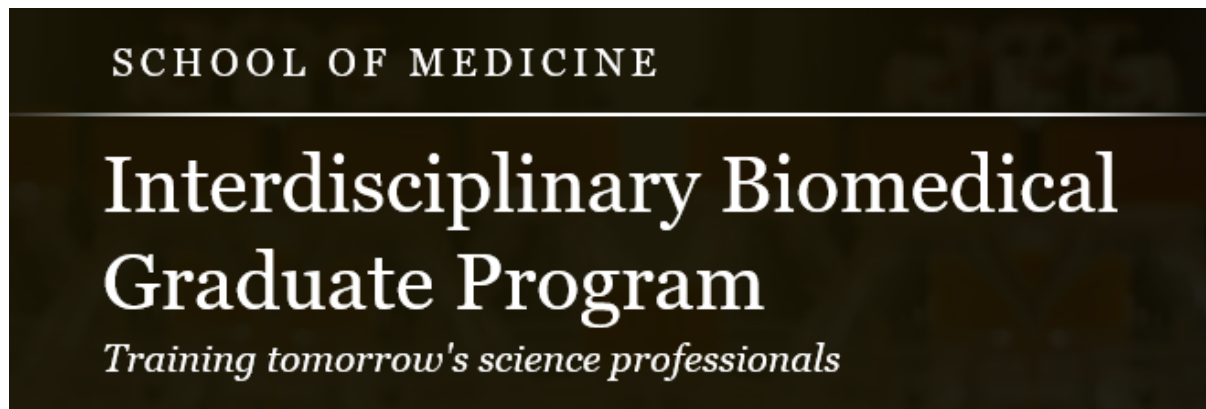 SCHOOL OF MEDICINE
Interdisciplinary Biomedical
Graduate Program
Training tomorrow's science professionals